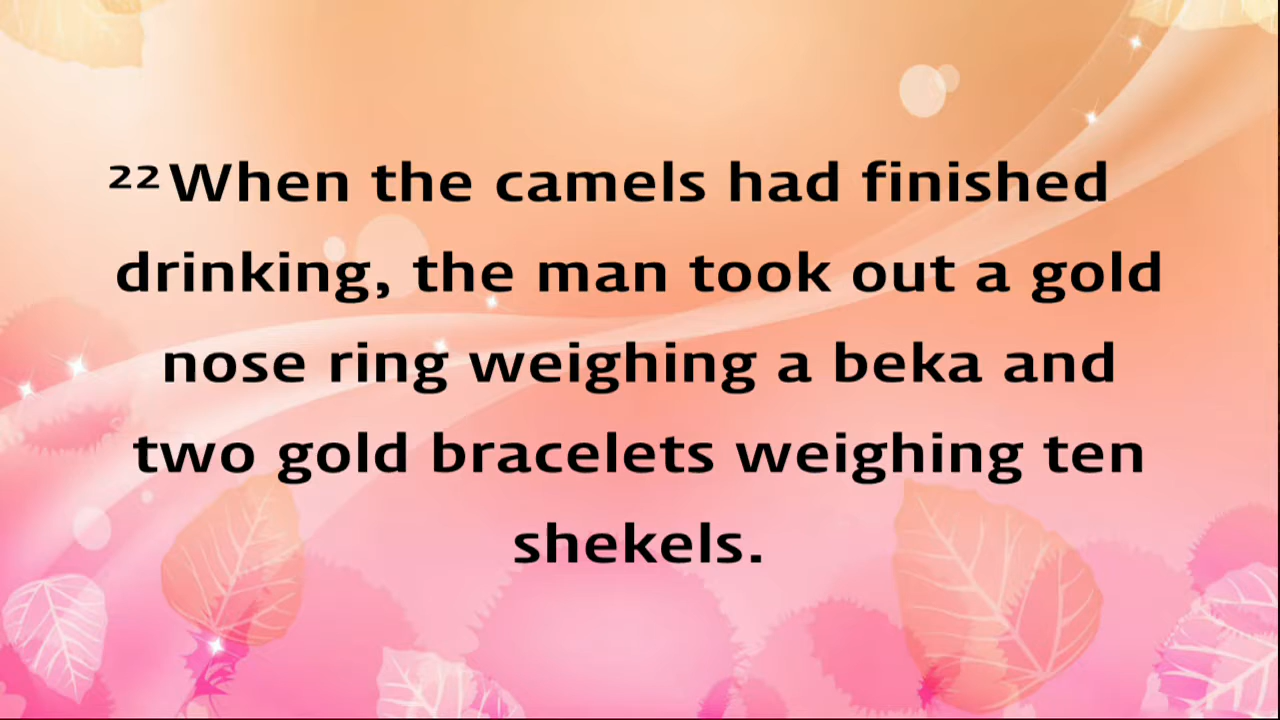 ²²When the camels had finished
drinking, the man took out a gold
nose ring weighing a beka and
two gold bracelets weighing ten
shekels.